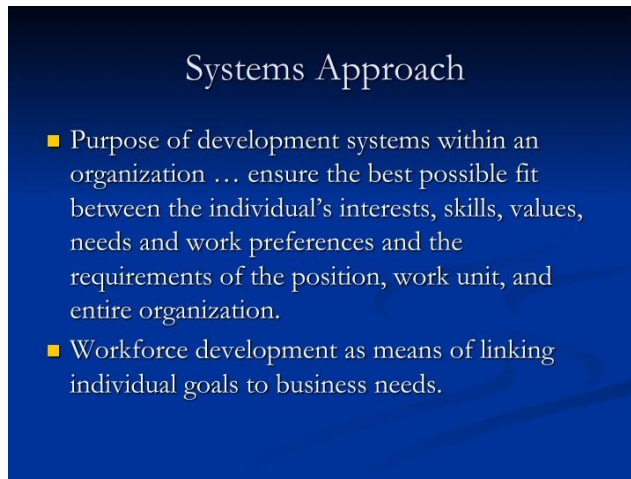 Systems Approach
Purpose of development systems within an
organization … ensure the best possible fit
between the individual’s interests, skills, values,
needs and work preferences and the
requirements of the position, work unit, and
entire organization.
Workforce development as means of linking
individual goals to business needs.